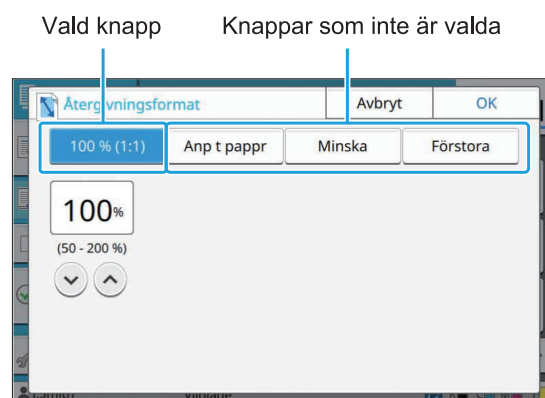 Vald knapp Knappar som inte är valda
Återgivningsformat Avbryt OK
100 % (1:1) Anp t pappr Minska Förstora
100%
(50 - 200 %)